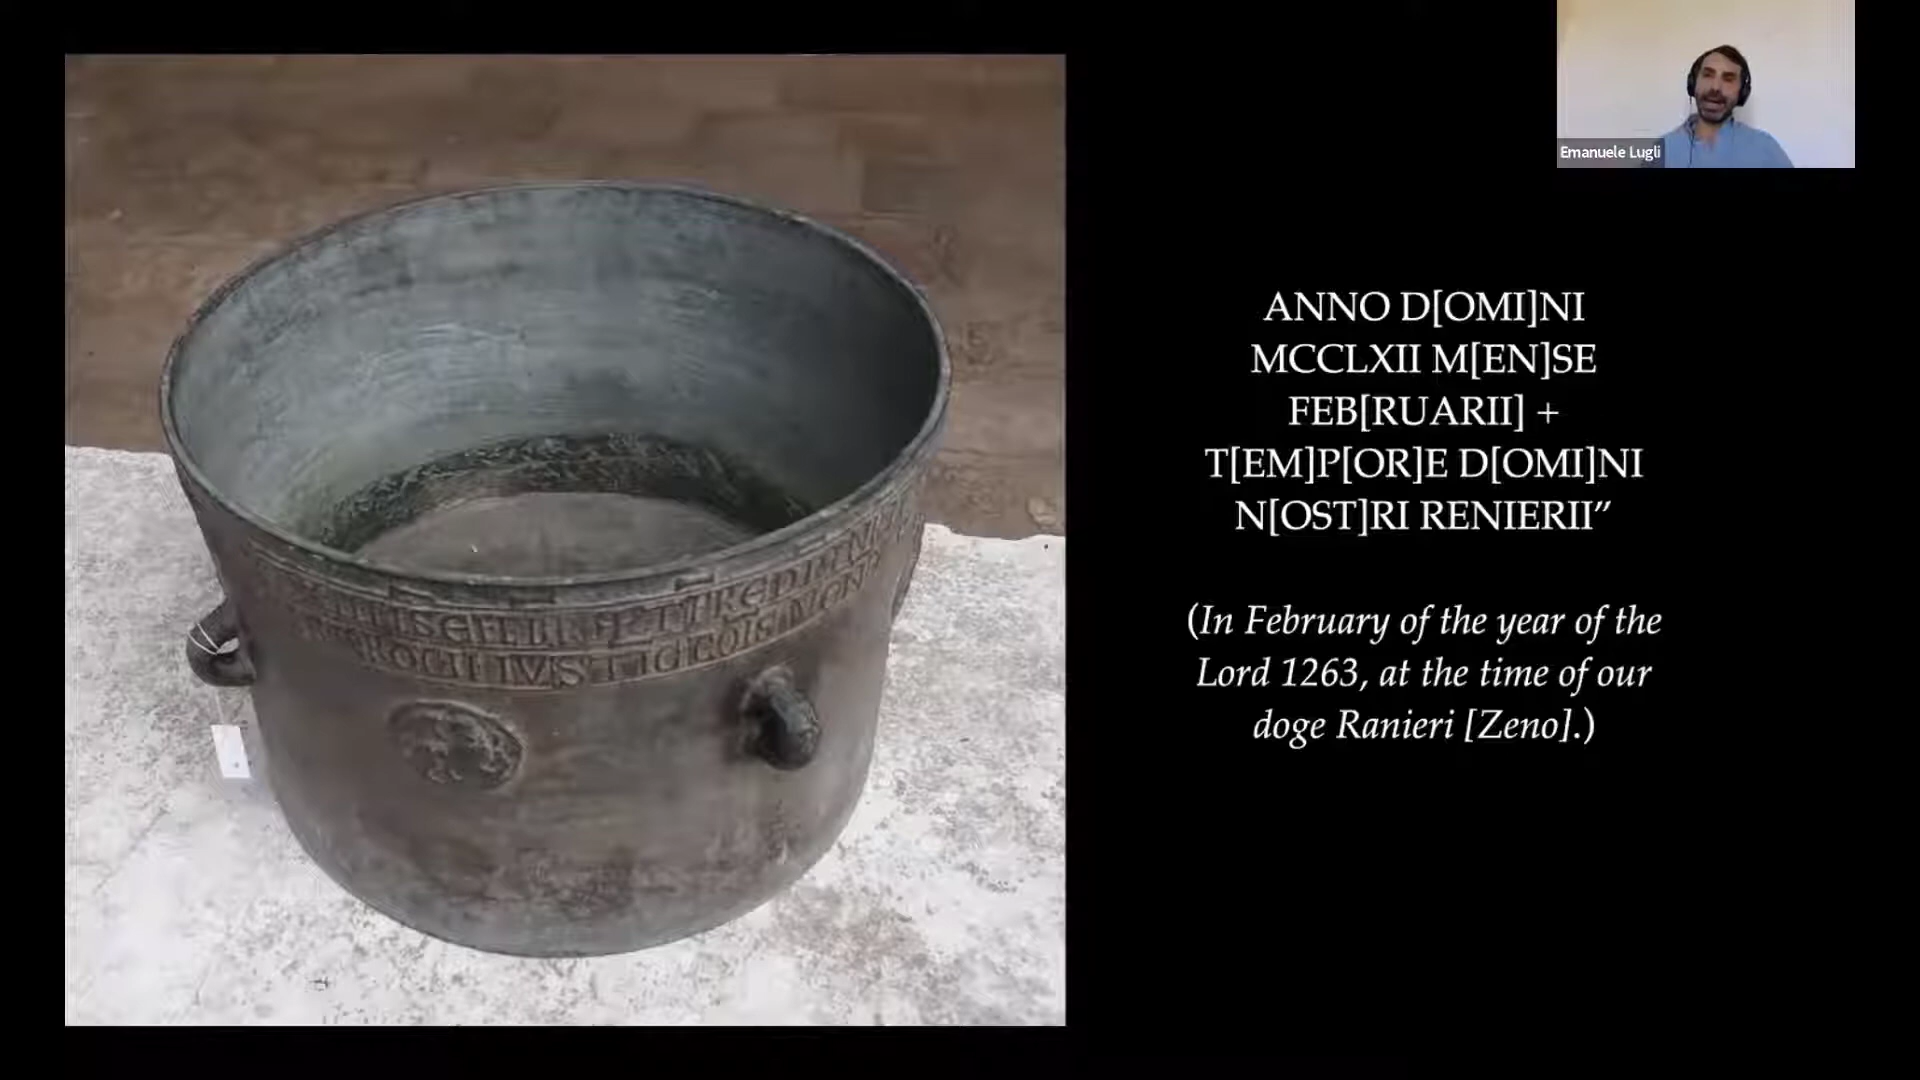 Emanuele Lugli
ANNO D[OMI]NI
MCCLXII M[EN]SE
FEB[RUARII] +
T[EM]P[OR]E D[OMI]NI
N[OST]RI RENIERII”
(In February of the year of the
Lord 1263, at the time of our
doge Ranieri [Zeno].)